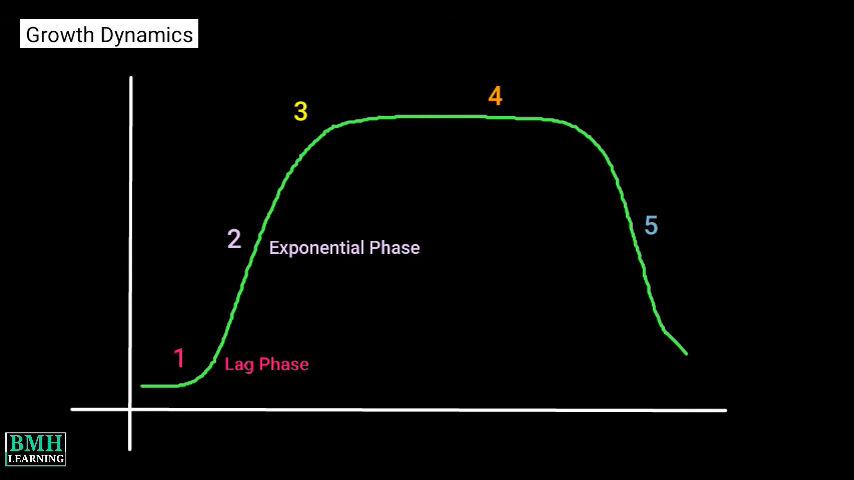 Growth Dynamics
3
4
2
Exponential Phase
5
1
Lag Phase
BMH
LEARNING